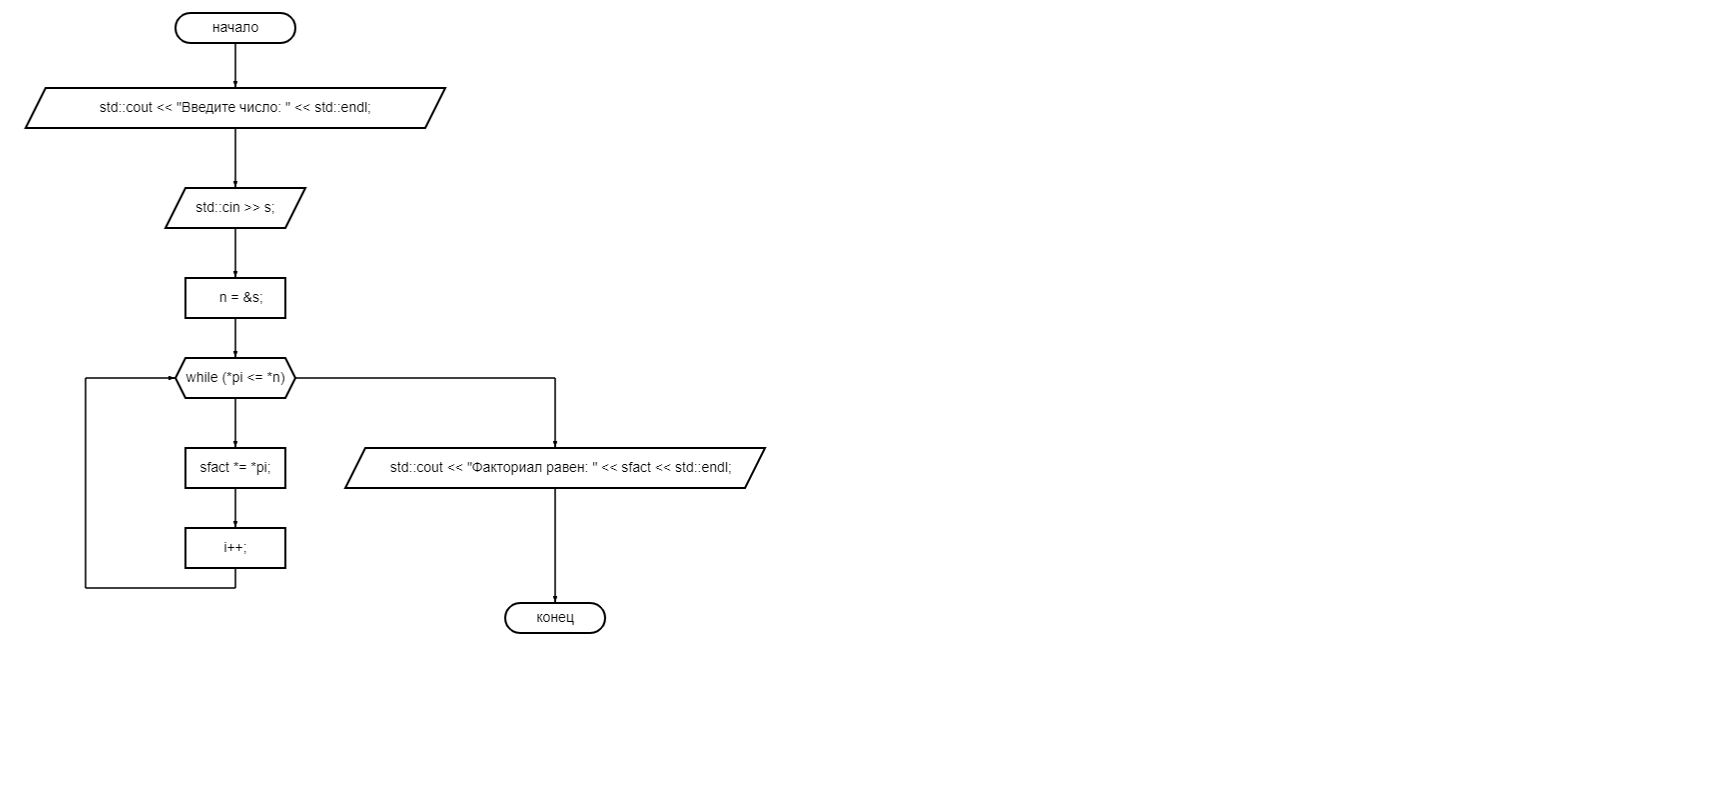 начало
std::cout << "Введите число: " << std::endl;
std::cin >> s;
n = &s;
while (*pi <= *n)
sfact *= *pi;
std::cout << "Факториал равен: " << sfact << std::endl;
i++;
конец